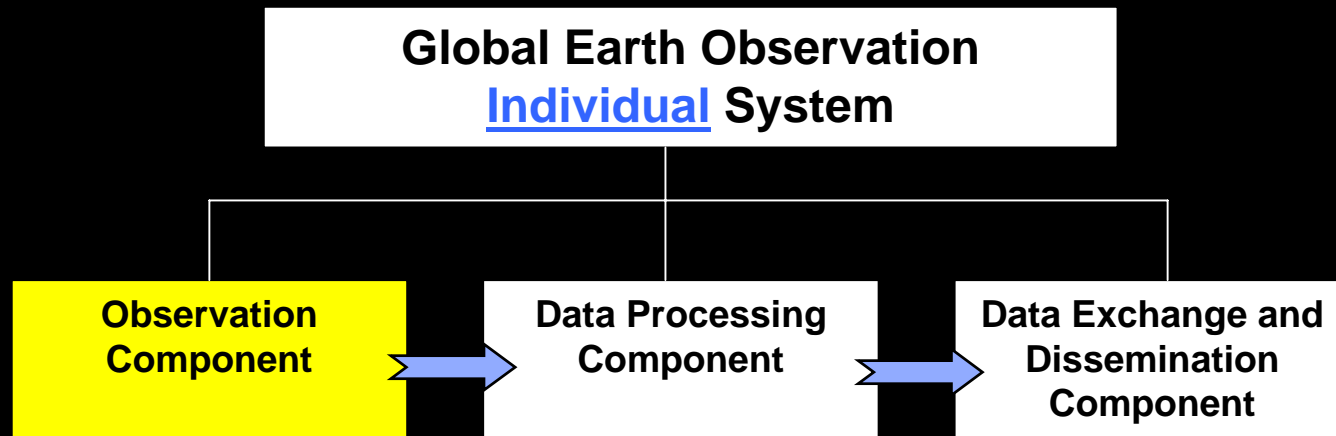 Global Earth Observation
Individual System
Observation
Component
Data Processing
Component
Data Exchange and
Dissemination
Component